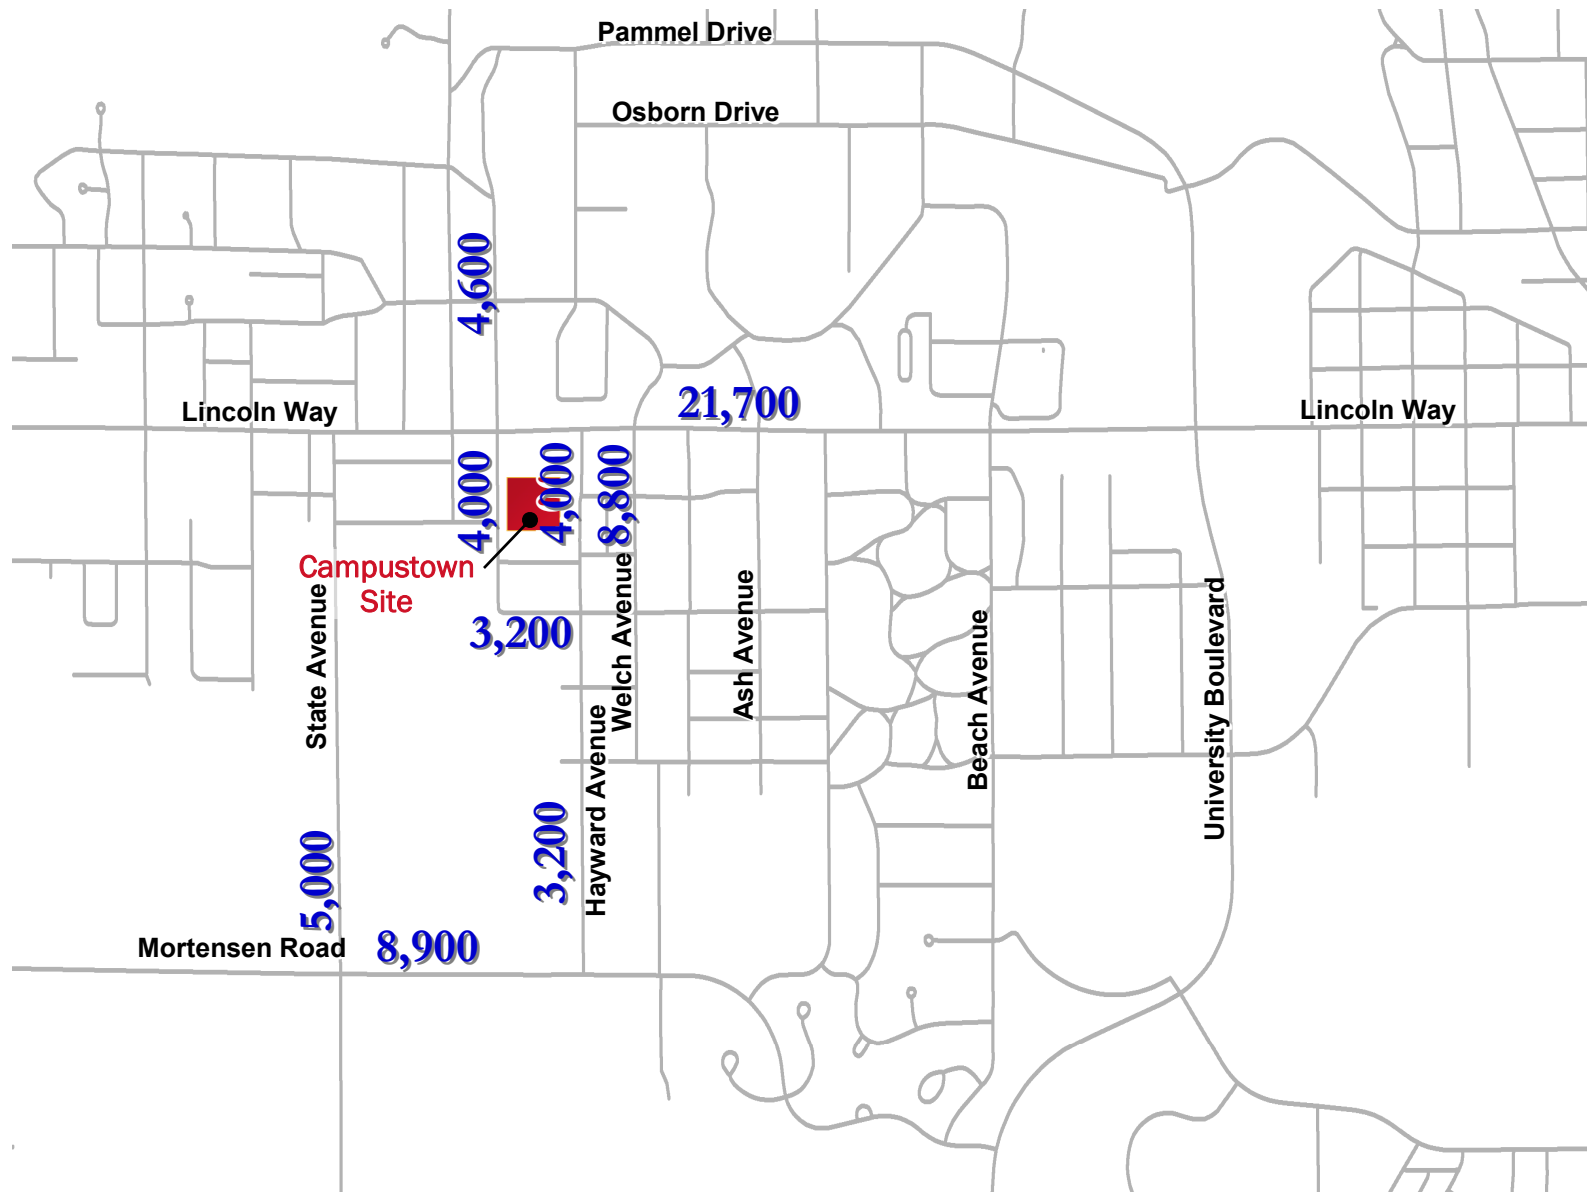 Pammel Drive
Osborn Drive
4,600
21,700
Lincoln Way
Lincoln Way
4,000
4,000
8,800
Campustown
Site
3,200
State Avenue
Welch Avenue
Ash Avenue
Beach Avenue
University Boulevard
Hayward Avenue
3,200
5,000
Mortensen Road
8,900